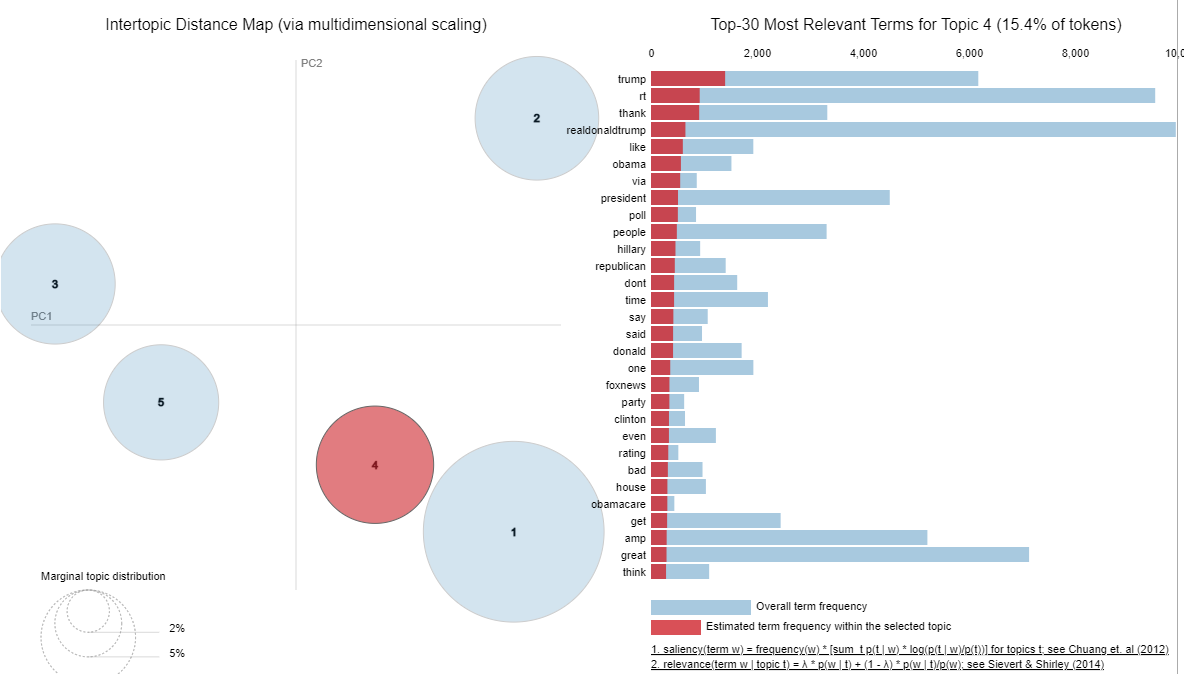 Intertopic Distance Map (via multidimensional scaling)
PC2
PC1
2
3
5
4
1
Marginal topic distribution
2%
5%
Top-30 Most Relevant Terms for Topic 4 (15.4% of tokens)
0 2,000 4,000 6,000 8,000 10,0
trump
rt
thank
realdonaldtrump
like
obama
via
president
poll
people
hillary
republican
dont
time
say
said
donald
one
foxnews
party
clinton
even
rating
bad
house
obamacare
get
amp
great
think
Overall term frequency
Estimated term frequency within the selected topic
1. saliency(term w) = frequency(w) * [sum_t p(t | w) * log(p(t | w)/p(t))] for topics t; see Chuang et. al (2012)
2. relevance(term w | topic t) = λ * p(w | t) + (1 - λ) * p(w | t)/p(w); see Sievert & Shirley (2014)